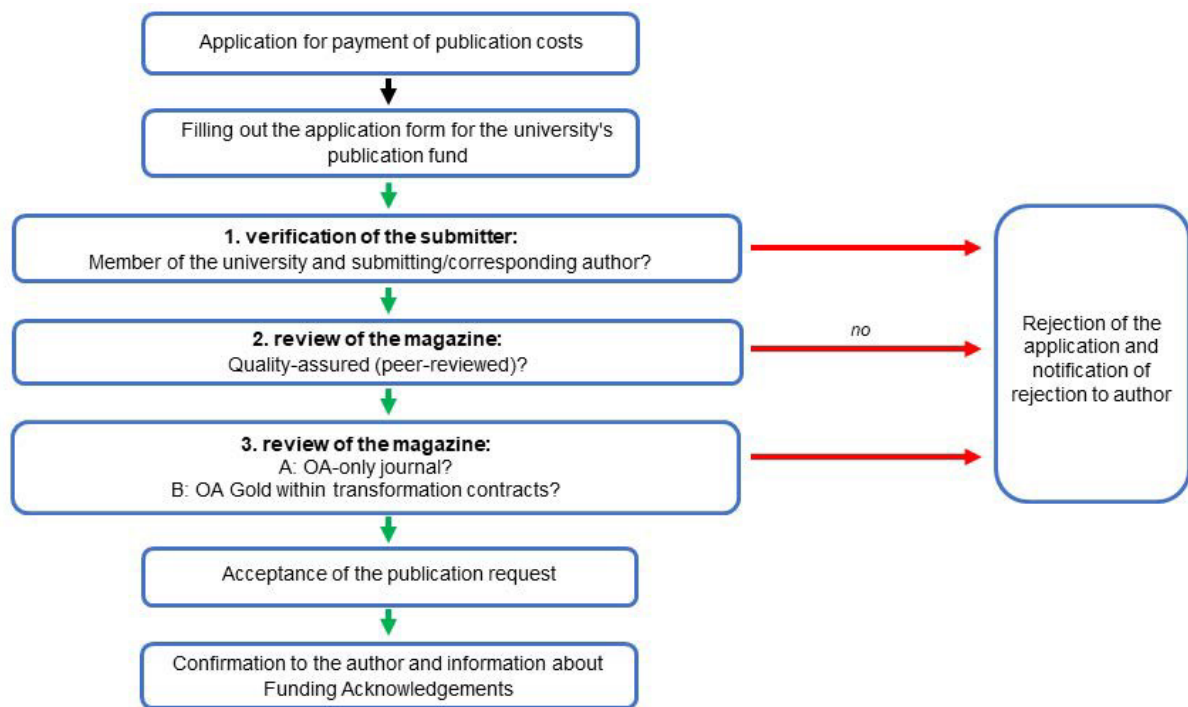 Application for payment of publication costs
Filling out the application form for the university's
publication fund
1. verification of the submitter:
Member of the university and submitting/corresponding author?
2. review of the magazine:
Quality-assured (peer-reviewed)?
no
3. review of the magazine:
A: OA-only journal?
B: OA Gold within transformation contracts?
Rejection of the
application and
notification of
rejection to author
Acceptance of the publication request
Confirmation to the author and information about
Funding Acknowledgements